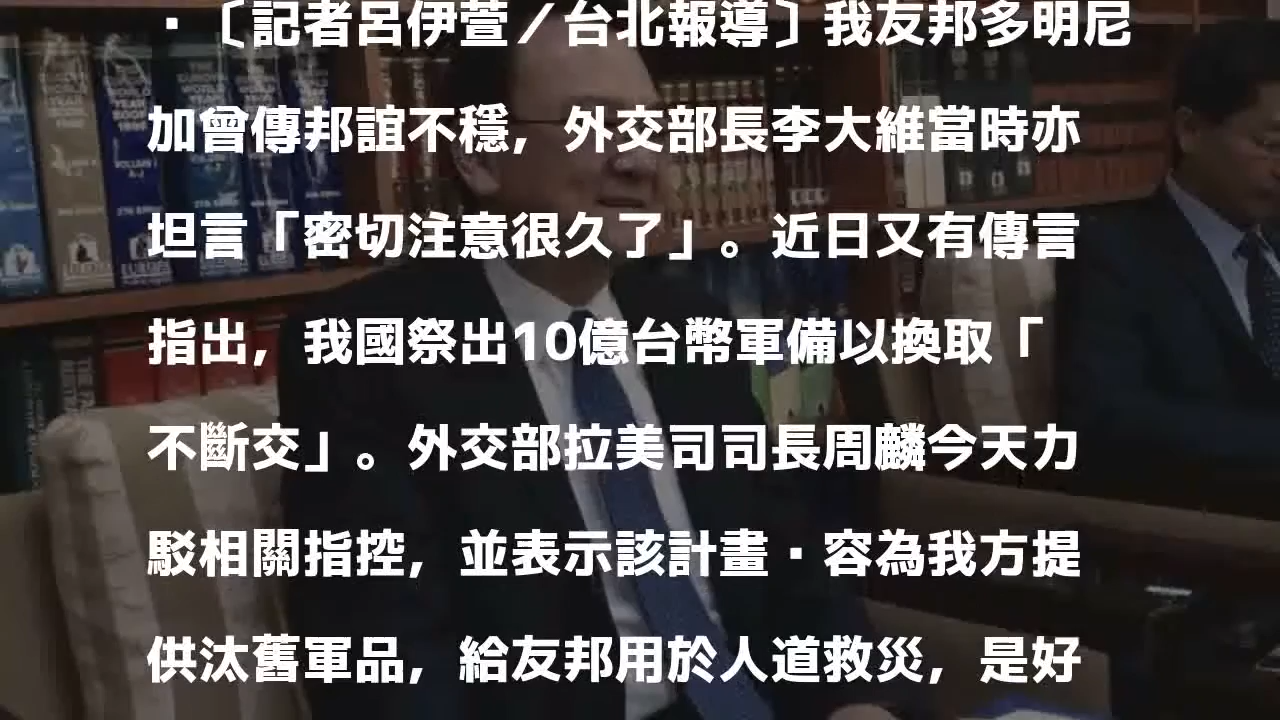 ▪〔記者呂伊萱／台北報導〕我友邦多明尼
加曾傳邦誼不穩，外交部長李大維當時亦
坦言「密切注意很久了」。近日又有傳言
指出，我國祭出10億台幣軍備以換取「
不斷交」。外交部拉美司司長周麟今天力
駁相關指控，並表示該計畫▪容為我方提
供汰舊軍品，給友邦用於人道救災，是好